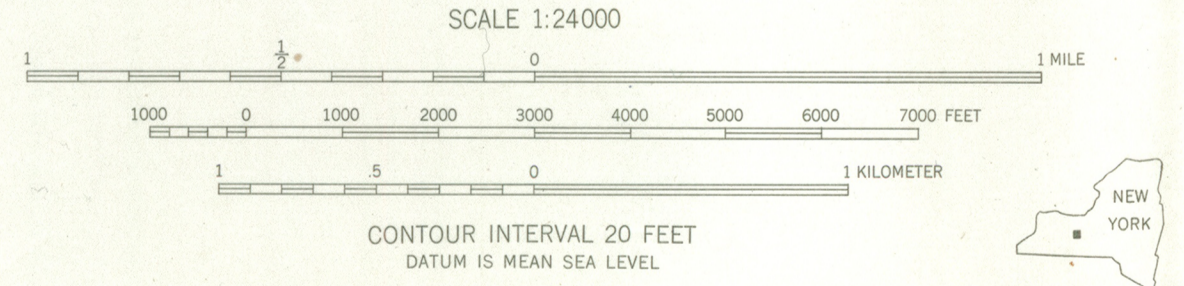 SCALE 1:24000
1 1/2 0 1 MILE
1000 0 1000 2000 3000 4000 5000 6000 7000 FEET
1 .5 0 1 KILOMETER
CONTOUR INTERVAL 20 FEET
DATUM IS MEAN SEA LEVEL
NEW
YORK